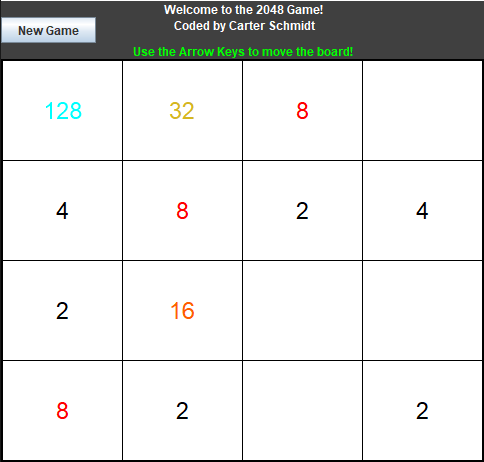 Welcome to the 2048 Game!
New Game
Coded by Carter Schmidt
Use the Arrow Keys to move the board!
128 32 8
4 8 2 4
2 16
8 2 2